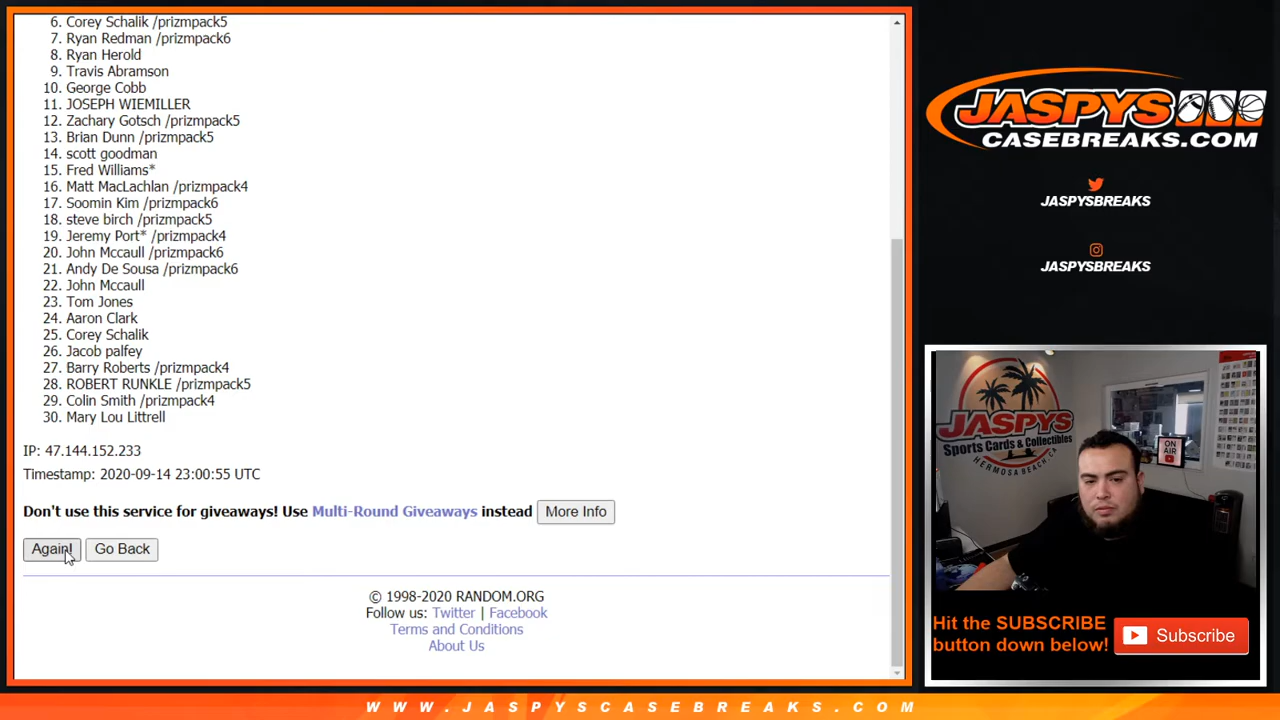 6. Corey Schalik /prizmpack5
7. Ryan Redman /prizmpack6
8. Ryan Herold
9. Travis Abramson
10. George Cobb
11. JOSEPH WIEMILLER
12. Zachary Gotsch /prizmpack5
13. Brian Dunn /prizmpack5
14. scott goodman
15. Fred Williams*
16. Matt MacLachlan /prizmpack4
17. Soomin Kim /prizmpack6
18. steve birch /prizmpack5
19. Jeremy Port* /prizmpack4
20. John Mccaull /prizmpack6
21. Andy De Sousa /prizmpack6
22. John Mccaull
23. Tom Jones
24. Aaron Clark
25. Corey Schalik
26. Jacob palfey
27. Barry Roberts /prizmpack4
28. ROBERT RUNKLE /prizmpack5
29. Colin Smith /prizmpack4
30. Mary Lou Littrell
IP: 47.144.152.233
Timestamp: 2020-09-14 23:00:55 UTC
Don't use this service for giveaways! Use Multi-Round Giveaways instead More Info
Again! Go Back
© 1998-2020 RANDOM.ORG
Follow us: Twitter | Facebook
Terms and Conditions
About Us
JASPYS
CASEBREAKS.COM
JASPYSBREAKS
JASPYSBREAKS
JASPYS
Sports Cards & Collectibles
HERMOSA BEACH, CA
ON AIR
Hit the SUBSCRIBE
button down below!
Subscribe
WWW.JASPYSCASEBREAKS.COM